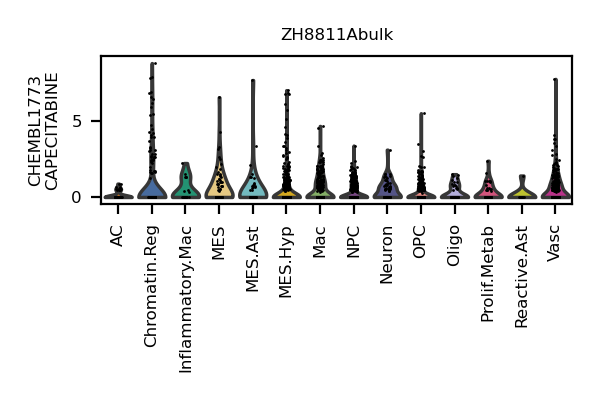 ZH8811Abulk
CHEMBL1773
CAPECITABINE
5
0
AC
Chromatin.Reg
Inflammatory.Mac
MES
MES.Ast
MES.Hyp
Mac
NPC
Neuron
OPC
Oligo
Prolif.Metab
Reactive.Ast
Vasc